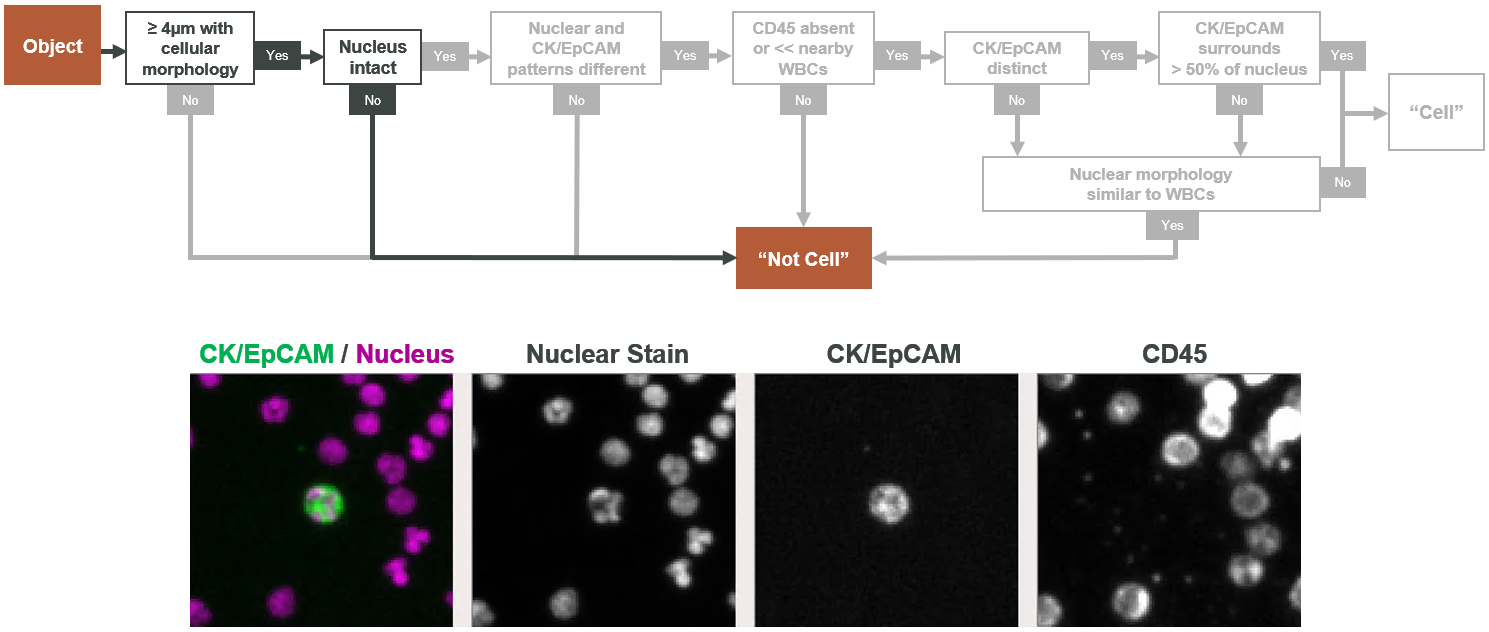 Object
≥ 4µm with
cellular
morphology
Yes
No
Nucleus
intact
Yes
No
Nuclear and
CK/EpCAM
patterns different
Yes
No
CD45 absent
or << nearby
WBCs
Yes
No
CK/EpCAM
distinct
Yes
No
CK/EpCAM
surrounds
> 50% of nucleus
Yes
No
“Cell”
Nuclear morphology
similar to WBCs
No
Yes
“Not Cell”
CK/EpCAM / Nucleus
Nuclear Stain
CK/EpCAM
CD45